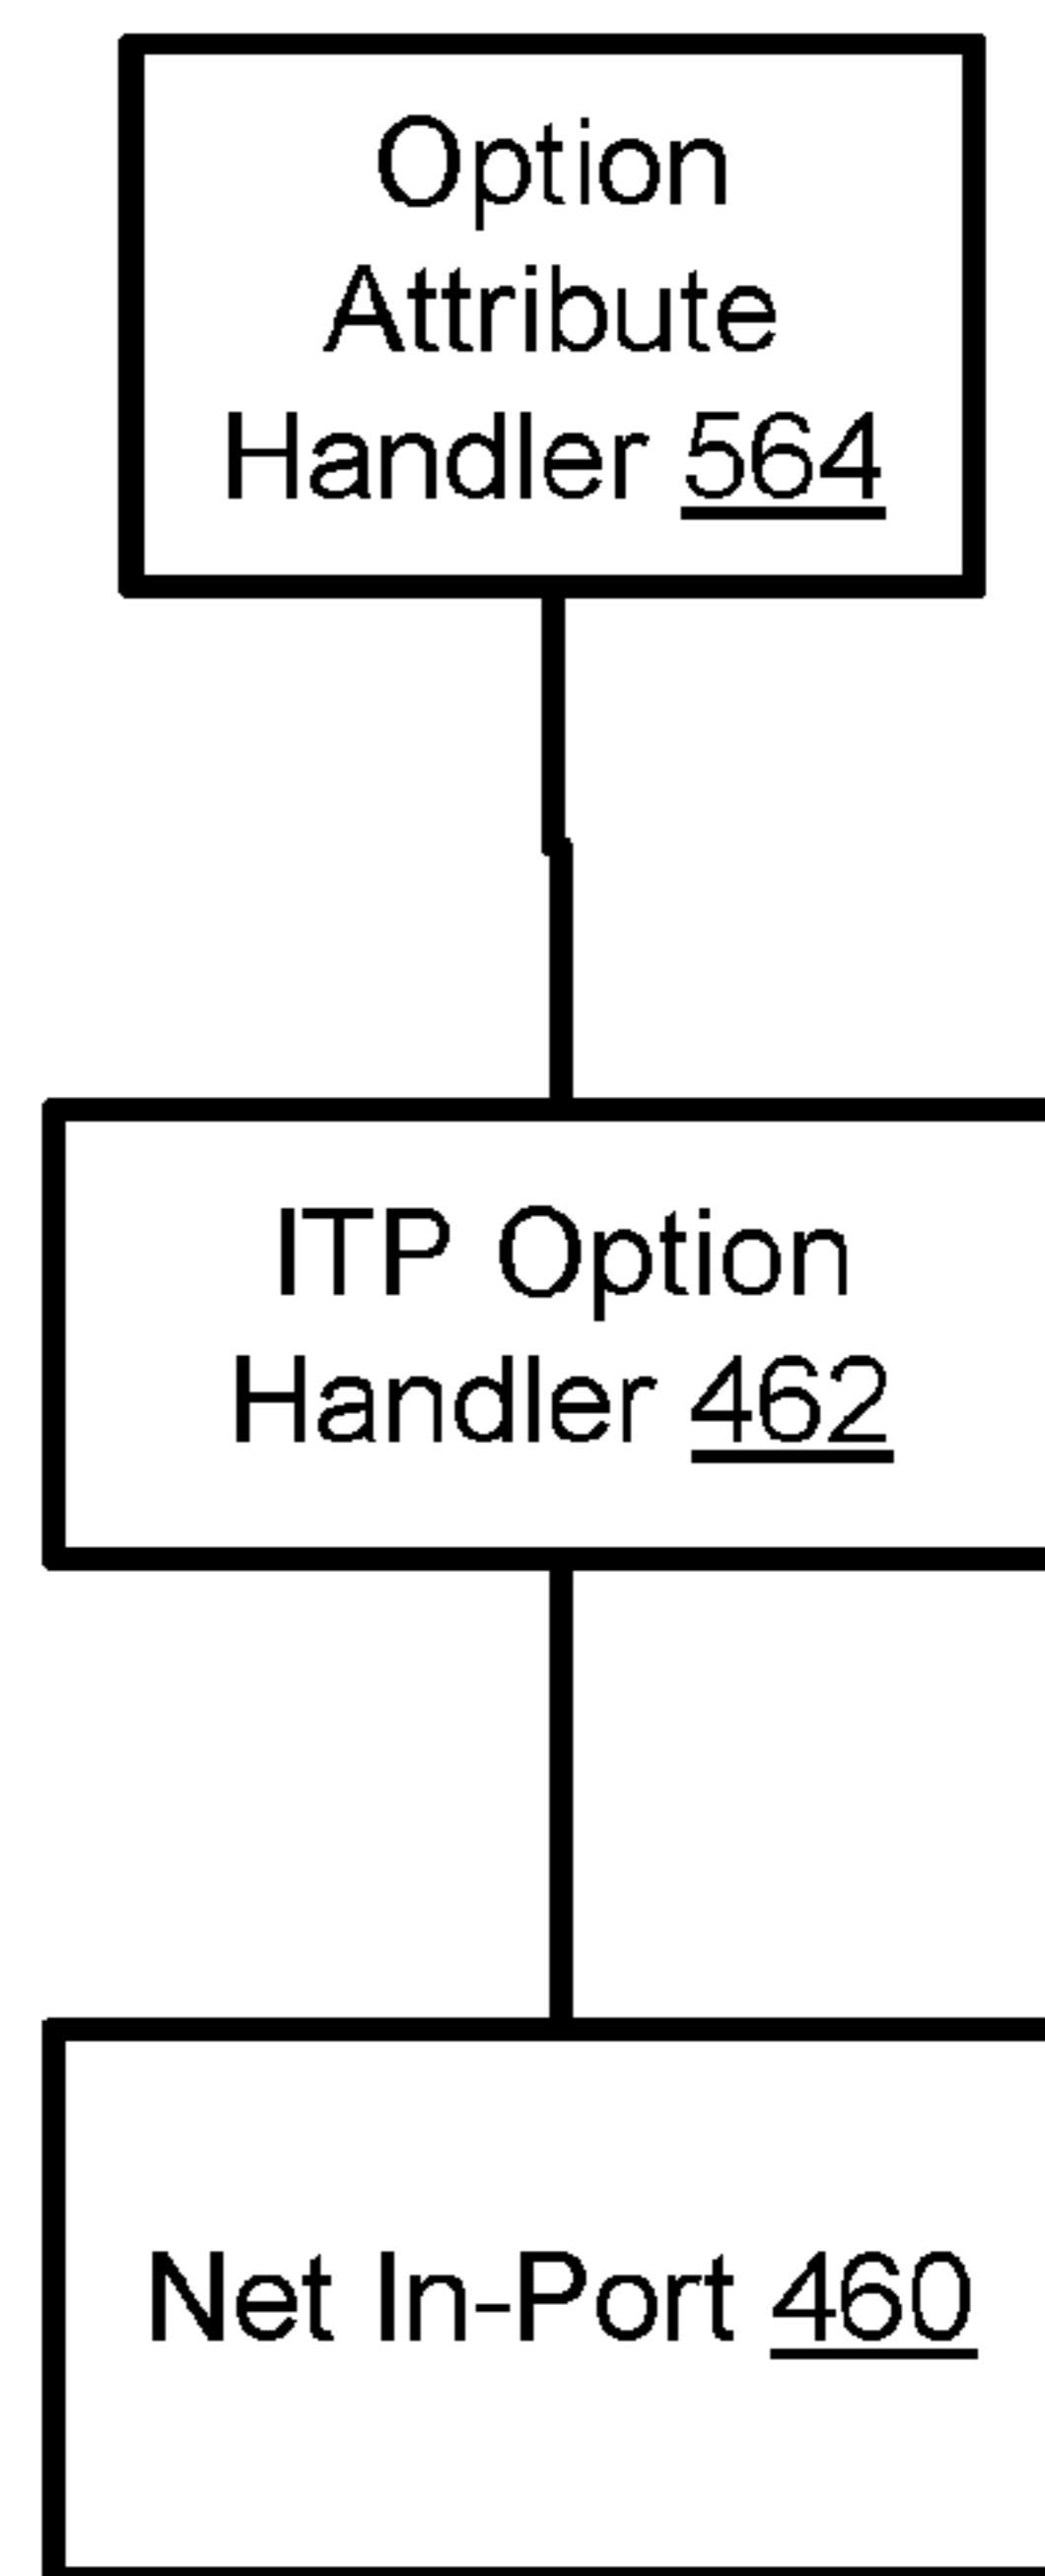 Option
Attribute
Handler 564
ITP Option
Handler 462
Net In-Port 460